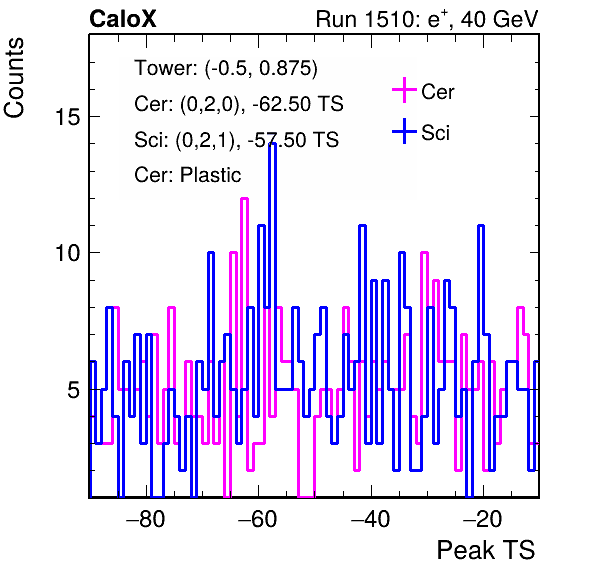 CaloX Run 1510: e⁺, 40 GeV
Counts
Tower: (-0.5, 0.875)
Cer: (0,2,0), -62.50 TS
Sci: (0,2,1), -57.50 TS
Cer: Plastic
Cer
Sci
15
10
5
−80 −60 −40 −20
Peak TS